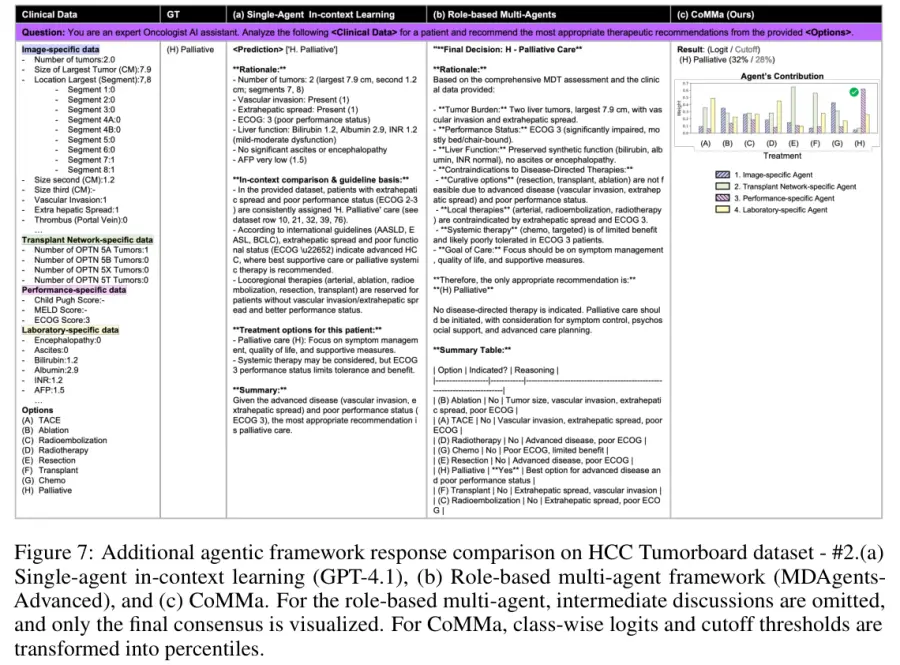 Clinical Data
GT
(a) Single-Agent In-context Learning
(b) Role-based Multi-Agents
(c) CoMMa (Ours)
Question: You are an expert Oncologist AI assistant. Analyze the following <Clinical Data> for a patient and recommend the most appropriate therapeutic recommendations from the provided <Options>.
Image-specific data
- Number of tumors:2.0
- Size of Largest Tumor (CM):7.9
- Location Largest (Segment):7,8
- Segment 1:0
- Segment 2:0
- Segment 3:0
- Segment 4A:0
- Segment 4B:0
- Segment 5:0
- Segment 6:0
- Segment 7:1
- Segment 8:1
- Size second (CM):1.2
- Size third (CM):-
- Vascular Invasion:1
- Extra hepatic Spread:1
- Thrombus (Portal Vein):0
...
Transplant Network-specific data
- Number of OPTN 5A Tumors:1
- Number of OPTN 5B Tumors:0
- Number of OPTN 5X Tumors:0
- Number of OPTN 5T Tumors:0
Performance-specific data
- Child Pugh Score:-
- MELD Score:-
- ECOG Score:3
Laboratory-specific data
- Encephalopathy:0
- Ascites:0
- Bilirubin:1.2
- Albumin:2.9
- INR:1.2
- AFP:1.5
...
Options
(A) TACE
(B) Ablation
(C) Radioembolization
(D) Radiotherapy
(E) Resection
(F) Transplant
(G) Chemo
(H) Palliative
(H) Palliative
<Prediction> ['H. Palliative']
**Rationale:**
- Number of tumors: 2 (largest 7.9 cm, second 1.2
cm; segments 7, 8)
- Vascular invasion: Present (1)
- Extrahepatic spread: Present (1)
- ECOG: 3 (poor performance status)
- Liver function: Bilirubin 1.2, Albumin 2.9, INR 1.2
(mild-moderate dysfunction)
- No significant ascites or encephalopathy
- AFP very low (1.5)
**In-context comparison & guideline basis:**
- In the provided dataset, patients with extrahepati
c spread and poor performance status (ECOG 2-3
) are consistently assigned 'H. Palliative' care (see
dataset row 10, 21, 32, 39, 76).
- According to international guidelines (AASLD, E
ASL, BCLC), extrahepatic spread and poor functio
nal status (ECOG \u22652) indicate advanced HC
C, where best supportive care or palliative systemi
c therapy is recommended.
- Locoregional therapies (arterial, ablation, radioe
mbolization, resection, transplant) are reserved for
patients without vascular invasion/extrahepatic spr
ead and better performance status.
**Treatment options for this patient:**
- Palliative care (H): Focus on symptom managem
ent, quality of life, and supportive measures.
- Systemic therapy may be considered, but ECOG
3 performance status limits tolerance and benefit.
**Summary:**
Given the advanced disease (vascular invasion, e
xtrahepatic spread) and poor performance status (
ECOG 3), the most appropriate recommendation i
s palliative care.
"**Final Decision: H - Palliative Care**
**Rationale:**
Based on the comprehensive MDT assessment and the clinic
al data provided:
- **Tumor Burden:** Two liver tumors, largest 7.9 cm, with vas
cular invasion and extrahepatic spread.
- **Performance Status:** ECOG 3 (significantly impaired, mo
stly bed/chair-bound).
- **Liver Function:** Preserved synthetic function (bilirubin, alb
umin, INR normal), no ascites or encephalopathy.
- **Contraindications to Disease-Directed Therapies:**
- *Curative options* (resection, transplant, ablation) are not f
easible due to advanced disease (vascular invasion, extrahep
atic spread) and poor performance status.
- *Local therapies* (arterial, radioembolization, radiotherapy
) are contraindicated by extrahepatic spread and ECOG 3.
- *Systemic therapy* (chemo, targeted) is of limited benefit
and likely poorly tolerated in ECOG 3 patients.
- **Goal of Care:** Focus should be on symptom management
, quality of life, and supportive measures.
**Therefore, the only appropriate recommendation is:**
**(H) Palliative**
No disease-directed therapy is indicated. Palliative care shoul
d be initiated, with consideration for symptom control, psychos
ocial support, and advanced care planning.
**Summary Table:**
| Option | Indicated? | Reasoning |
| (B) Ablation | No | Tumor size, vascular invasion, extrahepati
c spread, poor ECOG |
| (A) TACE | No | Vascular invasion, extrahepatic spread, poor
ECOG |
| (D) Radiotherapy | No | Advanced disease, poor ECOG |
| (G) Chemo | No | Poor ECOG, limited benefit |
| (E) Resection | No | Advanced disease, poor ECOG |
| (H) Palliative | **Yes** | Best option for advanced disease an
d poor performance status |
| (F) Transplant | No | Extrahepatic spread, vascular invasion |
| (C) Radioembolization | No | Extrahepatic spread, poor ECO
G |
Result: (Logit / Cutoff)
(H) Palliative (32% / 28%)
Agent's Contribution
Weight
(A) (B) (C) (D) (E) (F) (G) (H)
Treatment
1. Image-specific Agent
2. Transplant Network-specific Agent
3. Performance-specific Agent
4. Laboratory-specific Agent
Figure 7: Additional agentic framework response comparison on HCC Tumorboard dataset - #2.(a)
Single-agent in-context learning (GPT-4.1), (b) Role-based multi-agent framework (MDAgents-
Advanced), and (c) CoMMa. For the role-based multi-agent, intermediate discussions are omitted,
and only the final consensus is visualized. For CoMMa, class-wise logits and cutoff thresholds are
transformed into percentiles.